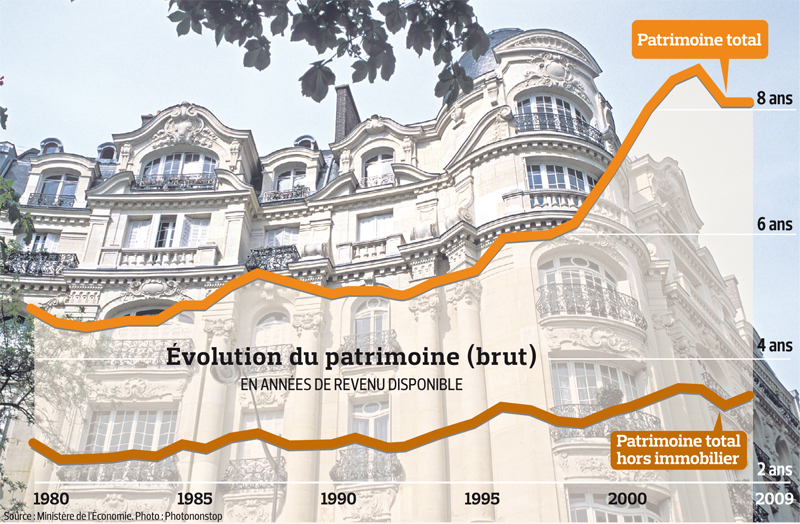 Patrimoine total
8 ans
6 ans
4 ans
Évolution du patrimoine (brut)
EN ANNÉES DE REVENU DISPONIBLE
Patrimoine total
hors immobilier
2 ans
1980 1985 1990 1995 2000 2009
Source : Ministère de l'Économie. Photo : Photononstop